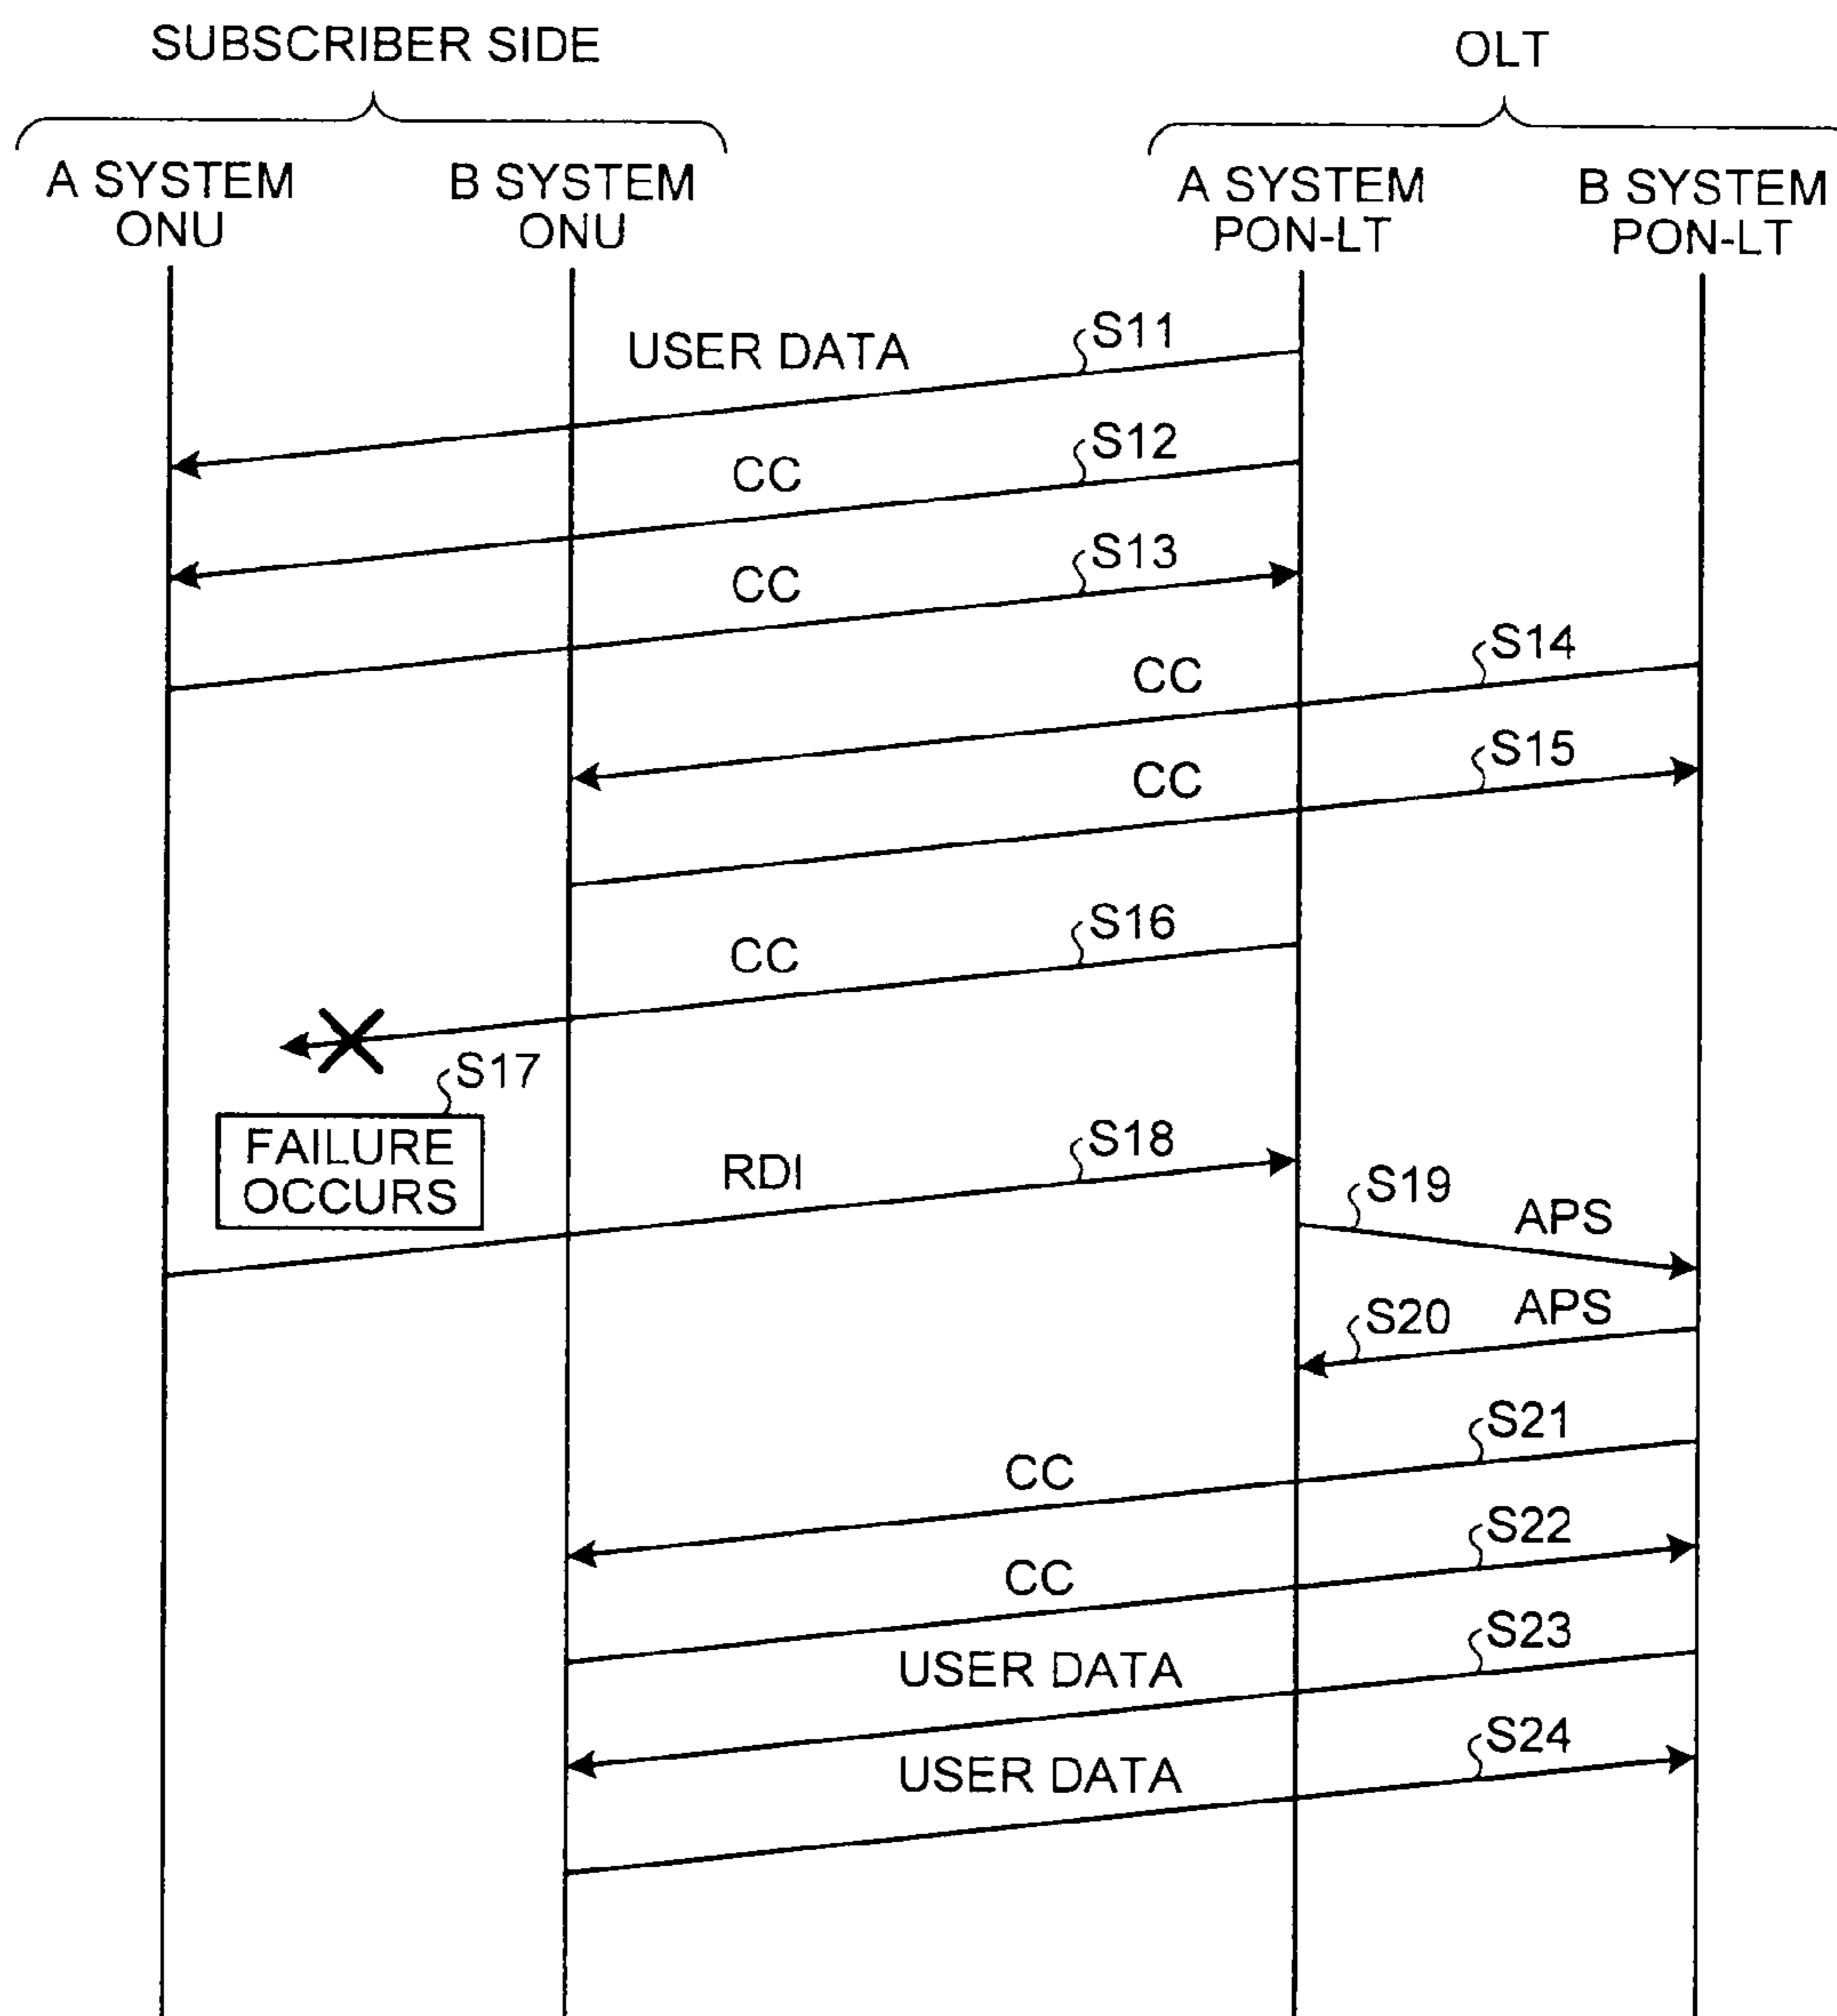 SUBSCRIBER SIDE
OLT
A SYSTEM
ONU
B SYSTEM
ONU
A SYSTEM
PON-LT
B SYSTEM
PON-LT
USER DATA
S11
CC
S12
CC
S13
CC
S14
CC
S15
CC
S16
S17
FAILURE
OCCURS
RDI
S18
S19
APS
S20
APS
CC
S21
CC
S22
USER DATA
S23
USER DATA
S24